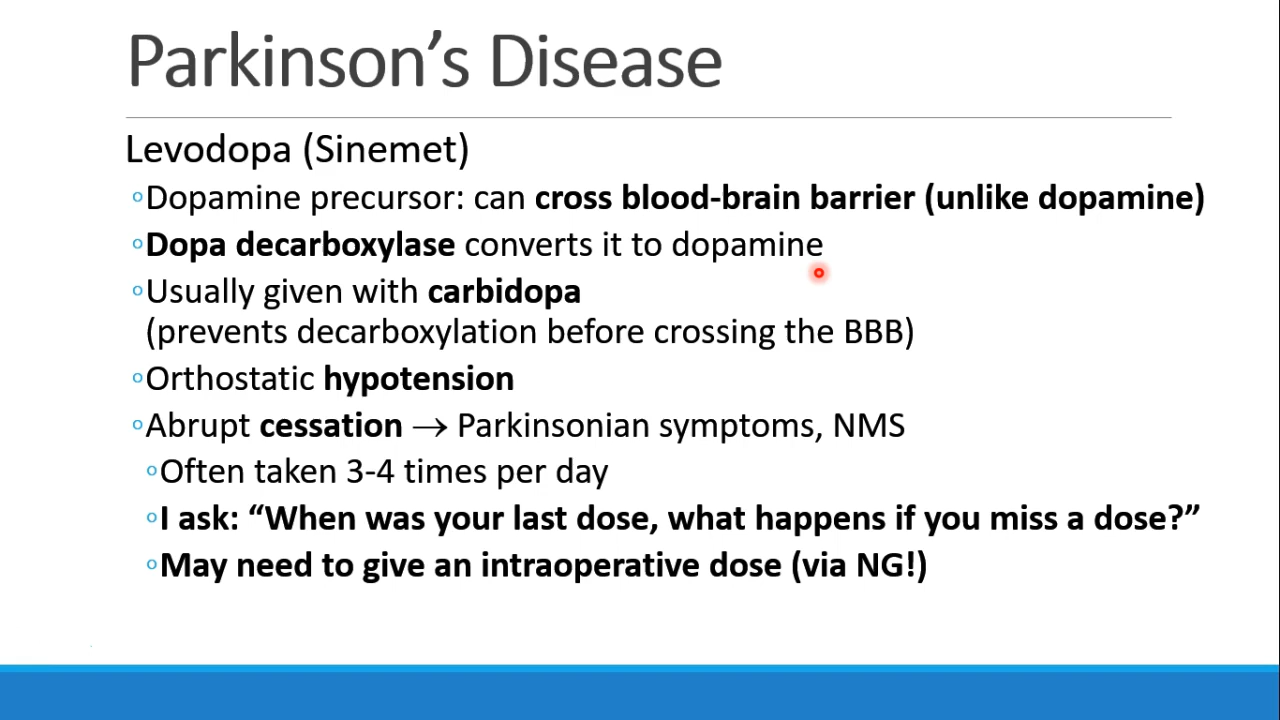 Parkinson’s Disease
Levodopa (Sinemet)
◦Dopamine precursor: can cross blood-brain barrier (unlike dopamine)
◦Dopa decarboxylase converts it to dopamine
◦Usually given with carbidopa
(prevents decarboxylation before crossing the BBB)
◦Orthostatic hypotension
◦Abrupt cessation → Parkinsonian symptoms, NMS
◦Often taken 3-4 times per day
◦I ask: “When was your last dose, what happens if you miss a dose?”
◦May need to give an intraoperative dose (via NG!)